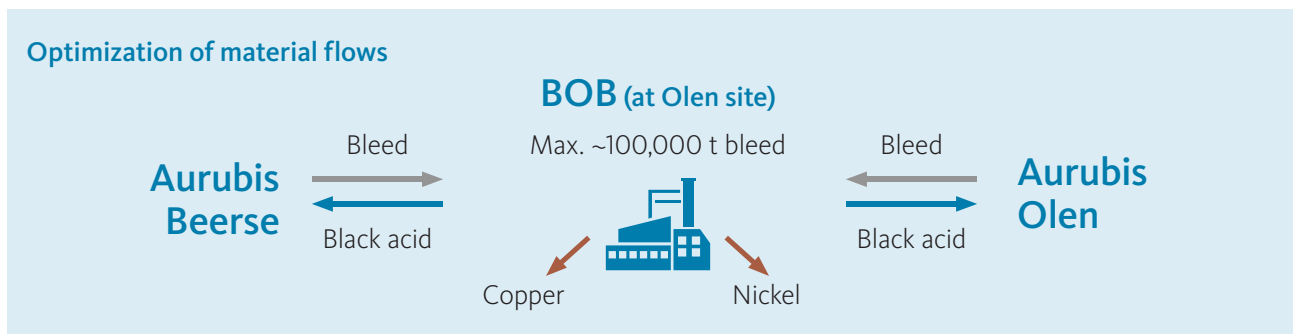 Optimization of material flows
BOB (at Olen site)
Max. ~100,000 t bleed
Aurubis
Beerse
Bleed
Black acid
Bleed
Black acid
Aurubis
Olen
Copper
Nickel